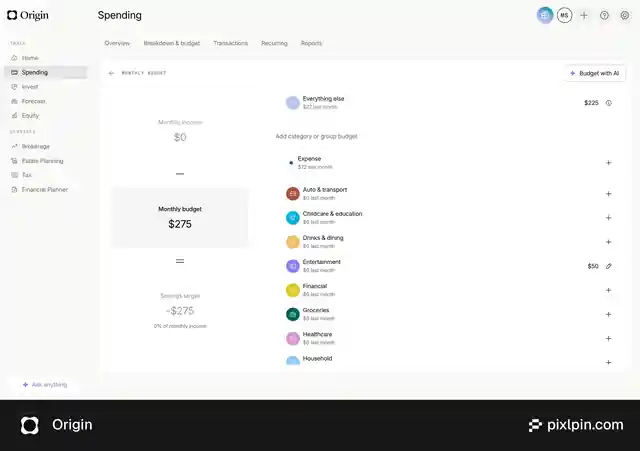 Origin
Spending
MS
Overview
Breakdown & budget
Transactions
Recurring
Reports
TOOLS
Home
Spending
Invest
Forecast
Equity
SERVICES
Brokerage
Estate Planning
Tax
Financial Planner
Ask anything
MONTHLY BUDGET
Budget with AI
Monthly income
$0
Monthly budget
$275
Savings target
-$275
0% of monthly income
Everything else
last month
$225
Add category or group budget
Expense
last month
Auto & transport
$0 last month
Childcare & education
$0 last month
Drinks & dining
$0 last month
Entertainment
$0 last month
$50
Financial
$0 last month
Groceries
$0 last month
Healthcare
$0 last month
Household
Origin
pixlpin.com